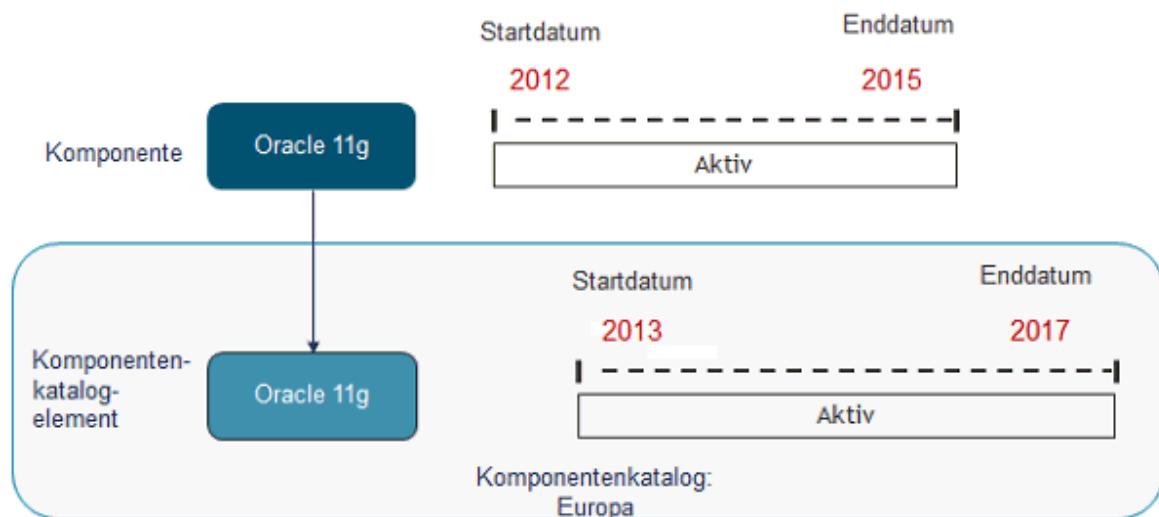 Startdatum
Enddatum
2012
2015
Komponente
Oracle 11g
Aktiv
Startdatum
Enddatum
2013
2017
Komponenten-
katalog-
element
Oracle 11g
Aktiv
Komponentenkatalog:
Europa